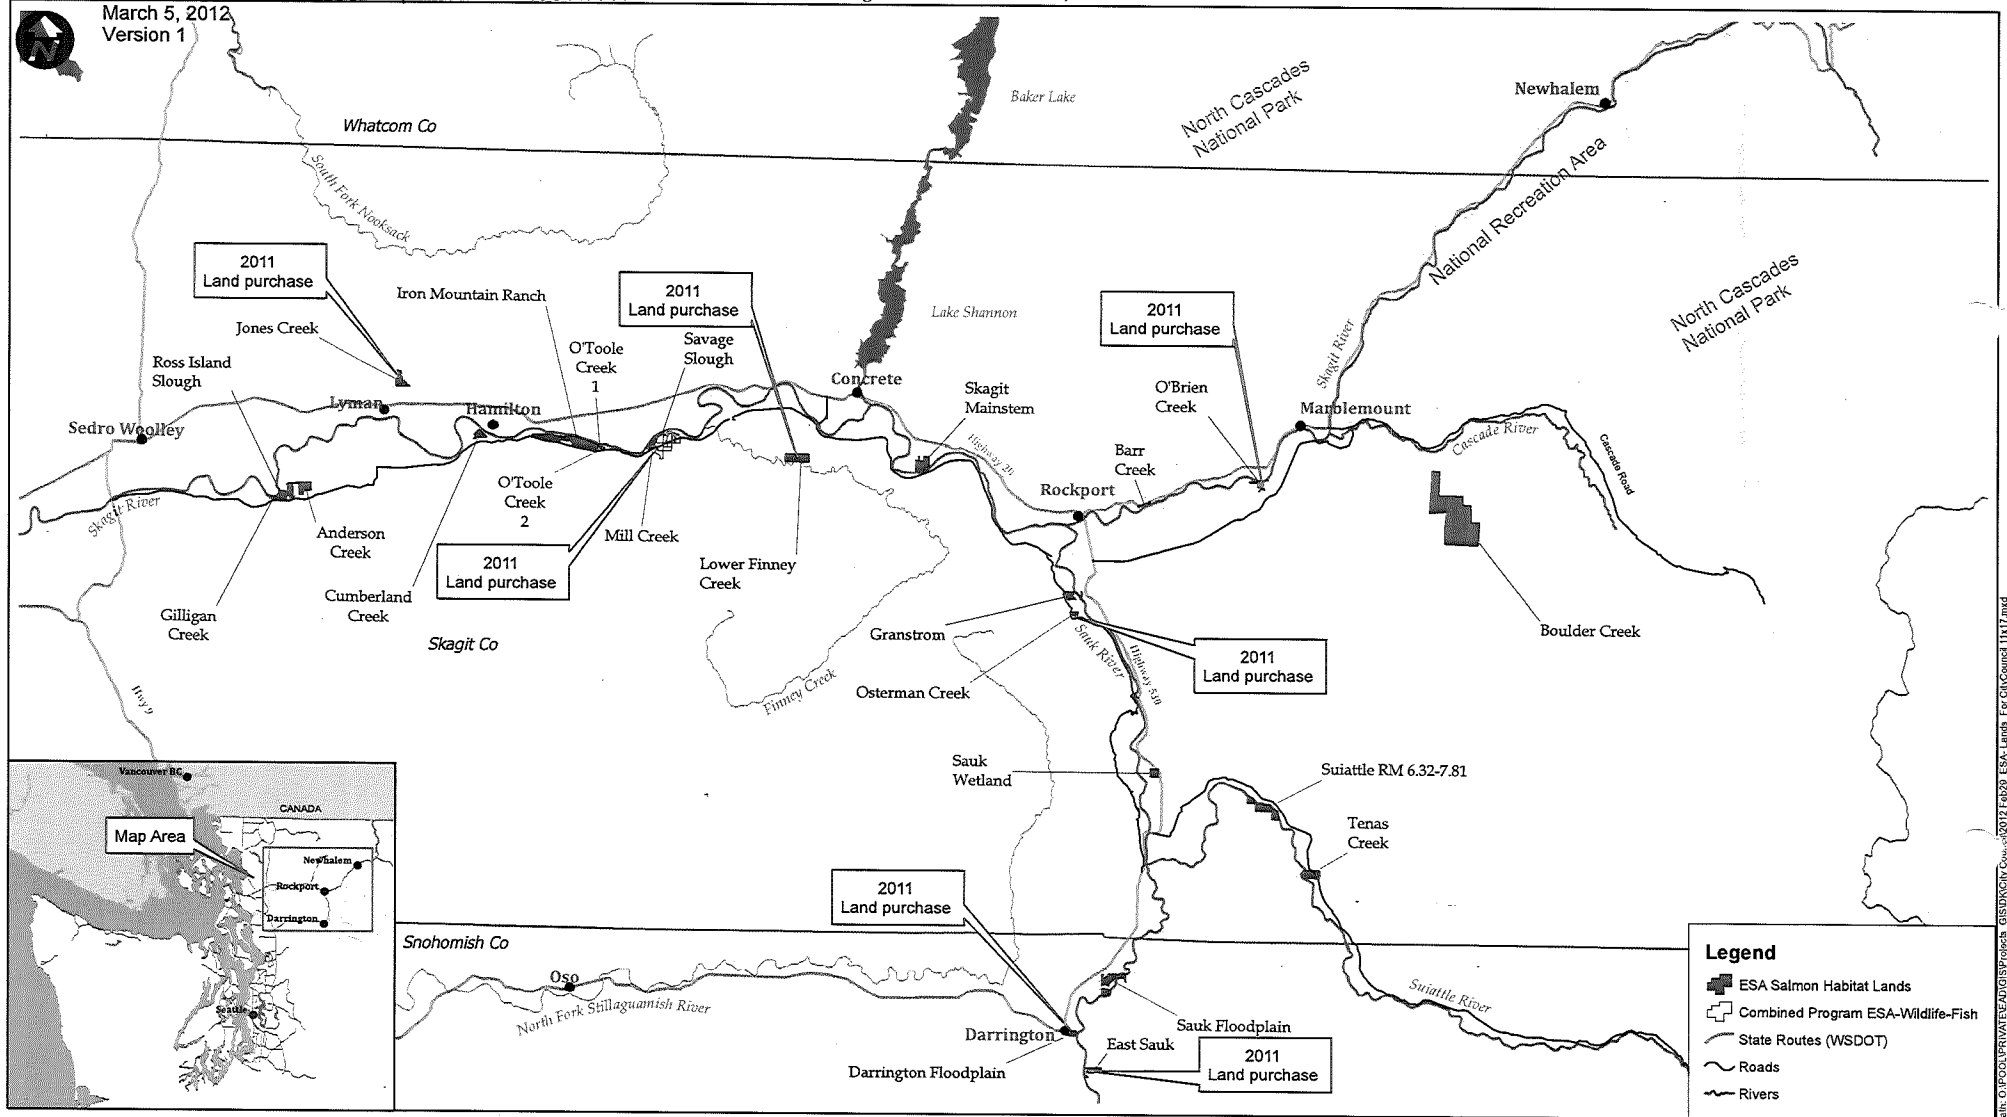 March 5, 2012
Version 1
N
Whatcom Co
South Fork Nooksack
Baker Lake
North Cascades
National Park
Newhalem
National Recreation Area
North Cascades
National Park
2011
Land purchase
Jones Creek
Iron Mountain Ranch
2011
Land purchase
Savage
Slough
Lake Shannon
2011
Land purchase
Skagit River
Ross Island
Slough
O'Toole
Creek
1
Concrete
Skagit
Mainstem
O'Brien
Creek
Marblemount
Lyman
Hamilton
Sedro Woolley
Cascade River
Cascade Road
Highway 20
Barr
Creek
Rockport
Skagit River
Anderson
Creek
O'Toole
Creek
2
Mill Creek
2011
Land purchase
Lower Finney
Creek
Cumberland
Creek
Gilligan
Creek
Skagit Co
Granstrom
Sauk River
Highway 530
2011
Land purchase
Boulder Creek
Osterman Creek
Finney Creek
Hwy 9
Sauk
Wetland
Suiattle RM 6.32-7.81
Tenas
Creek
Vancouver BC
CANADA
Map Area
Newhalem
Rockport
Darrington
Seattle
2011
Land purchase
Snohomish Co
Oso
North Fork Stillaguamish River
Suiattle River
Darrington
Sauk Floodplain
East Sauk
Darrington Floodplain
2011
Land purchase
Legend
ESA Salmon Habitat Lands
Combined Program ESA-Wildlife-Fish
State Routes (WSDOT)
Roads
Rivers